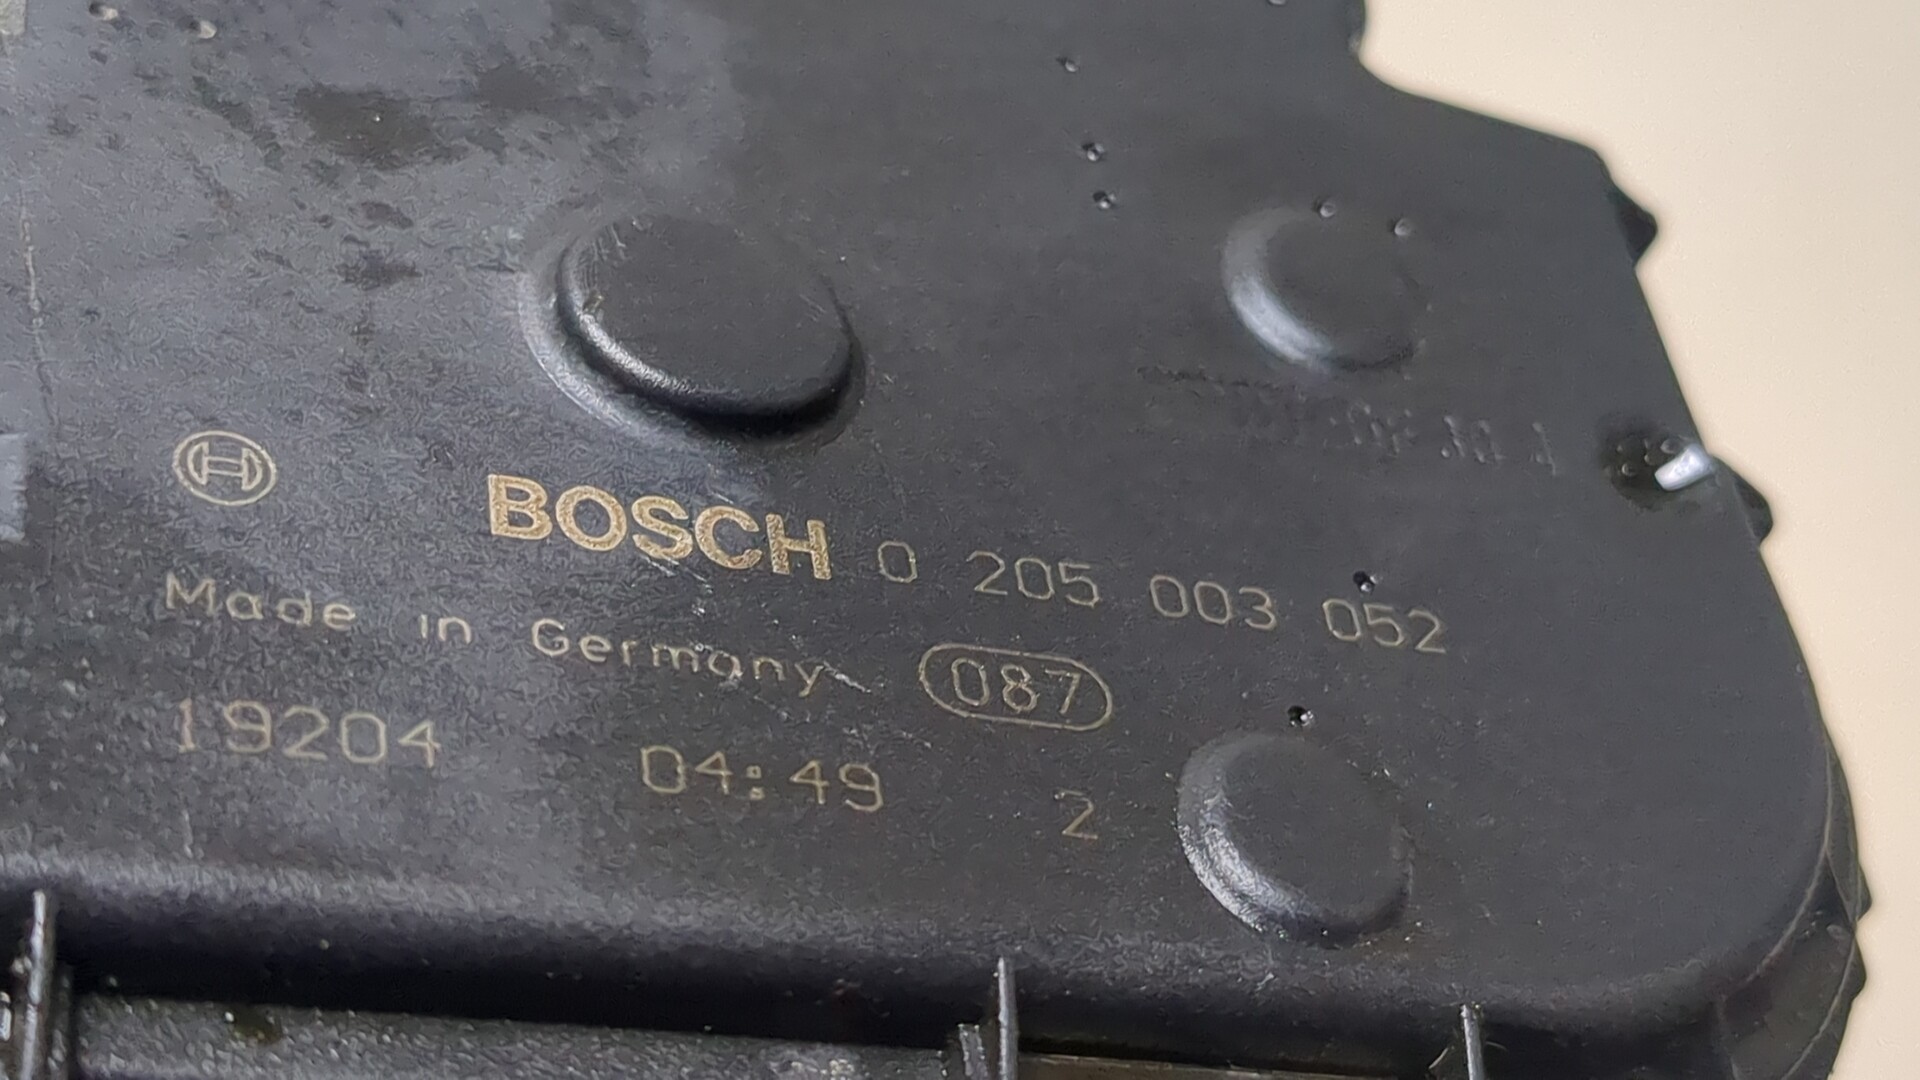 BOSCH 0 205 003 052
Made in Germany 087
19204 04:49 2